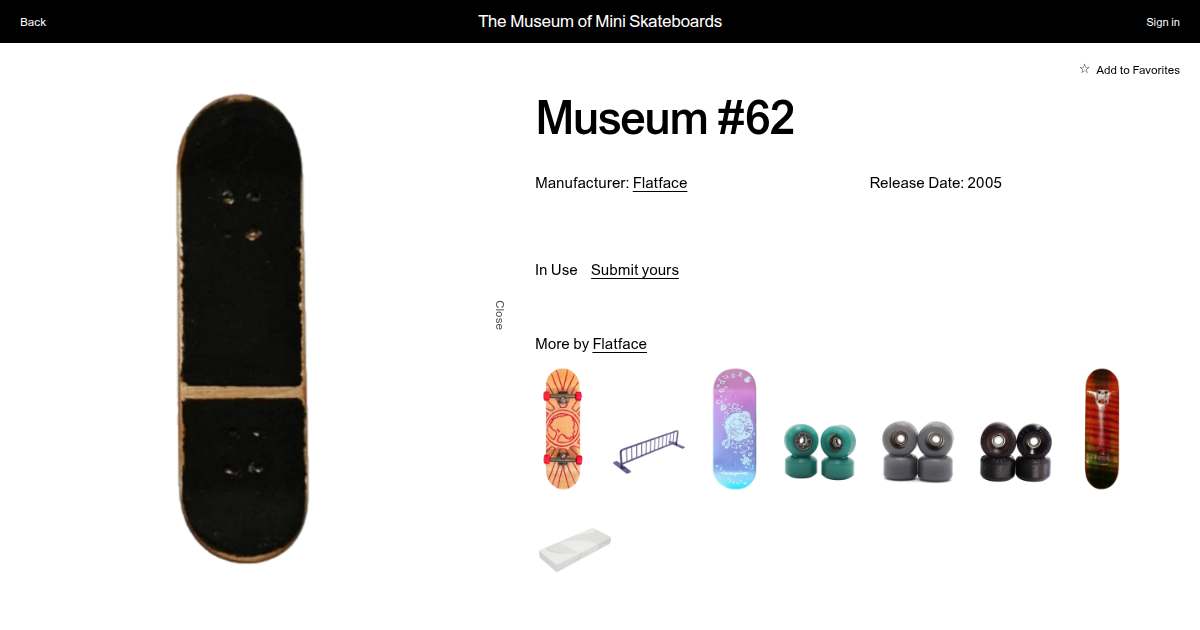 Back
The Museum of Mini Skateboards
Sign in
☆ Add to Favorites
Museum #62
Manufacturer: Flatface
Release Date: 2005
In Use Submit yours
Close
More by Flatface